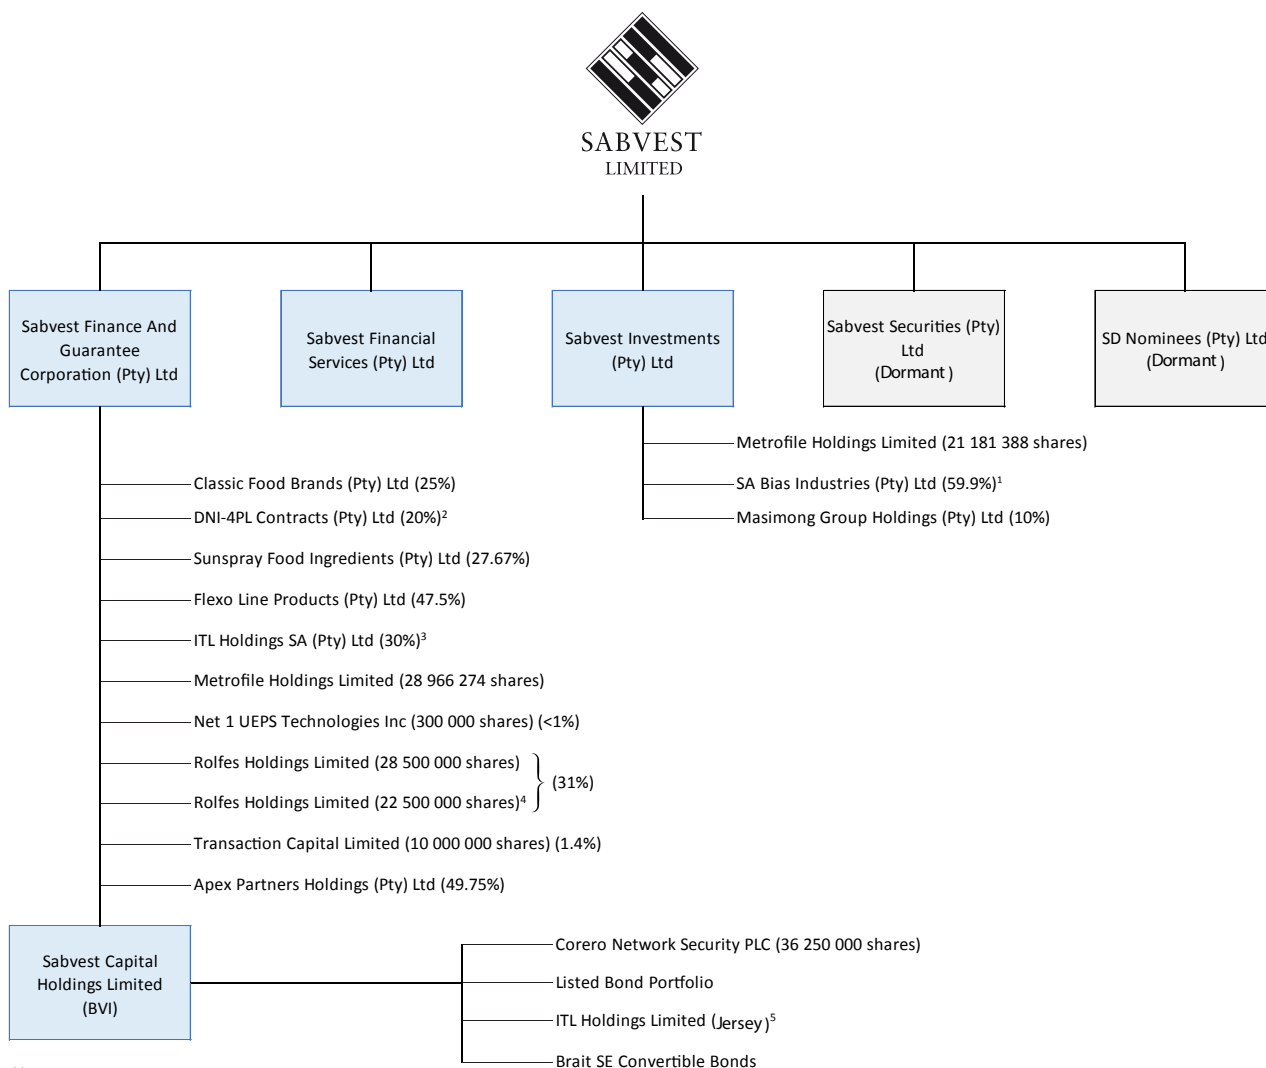 SABVEST
LIMITED
Sabvest Finance And
Guarantee
Corporation (Pty) Ltd
Sabvest Financial
Services (Pty) Ltd
Sabvest Investments
(Pty) Ltd
Sabvest Securities (Pty)
Ltd
(Dormant)
SD Nominees (Pty) Ltd
(Dormant)
Metrofile Holdings Limited (21 181 388 shares)
SA Bias Industries (Pty) Ltd (59.9%)¹
Masimong Group Holdings (Pty) Ltd (10%)
Classic Food Brands (Pty) Ltd (25%)
DNI-4PL Contracts (Pty) Ltd (20%)²
Sunspray Food Ingredients (Pty) Ltd (27.67%)
Flexo Line Products (Pty) Ltd (47.5%)
ITL Holdings SA (Pty) Ltd (30%)³
Metrofile Holdings Limited (28 966 274 shares)
Net 1 UEPS Technologies Inc (300 000 shares) (<1%)
Rolfes Holdings Limited (28 500 000 shares)
Rolfes Holdings Limited (22 500 000 shares)⁴
(31%)
Transaction Capital Limited (10 000 000 shares) (1.4%)
Apex Partners Holdings (Pty) Ltd (49.75%)
Sabvest Capital
Holdings Limited
(BVI)
Corero Network Security PLC (36 250 000 shares)
Listed Bond Portfolio
ITL Holdings Limited (Jersey)⁵
Brait SE Convertible Bonds